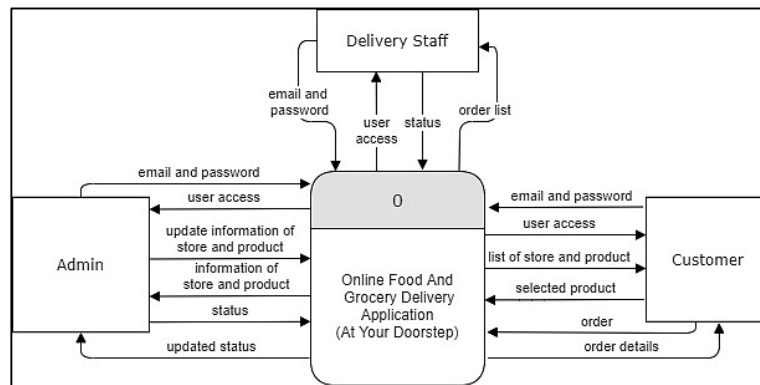 Delivery Staff
email and
password
user
access
status
order list
email and password
user access
update information of
store and product
information of
store and product
status
updated status
Admin
0
Online Food And
Grocery Delivery
Application
(At Your Doorstep)
email and password
user access
list of store and product
selected product
order
order details
Customer